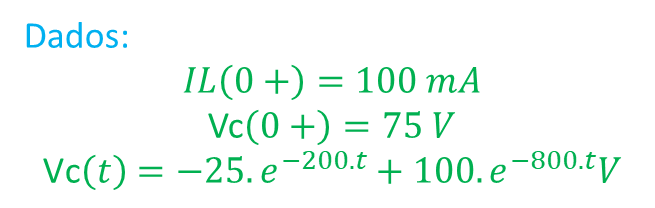 Dados:
IL(0 +) = 100 mA
Vc(0 +) = 75 V
Vc(t) = −25. e^−200.t + 100. e^−800.t V